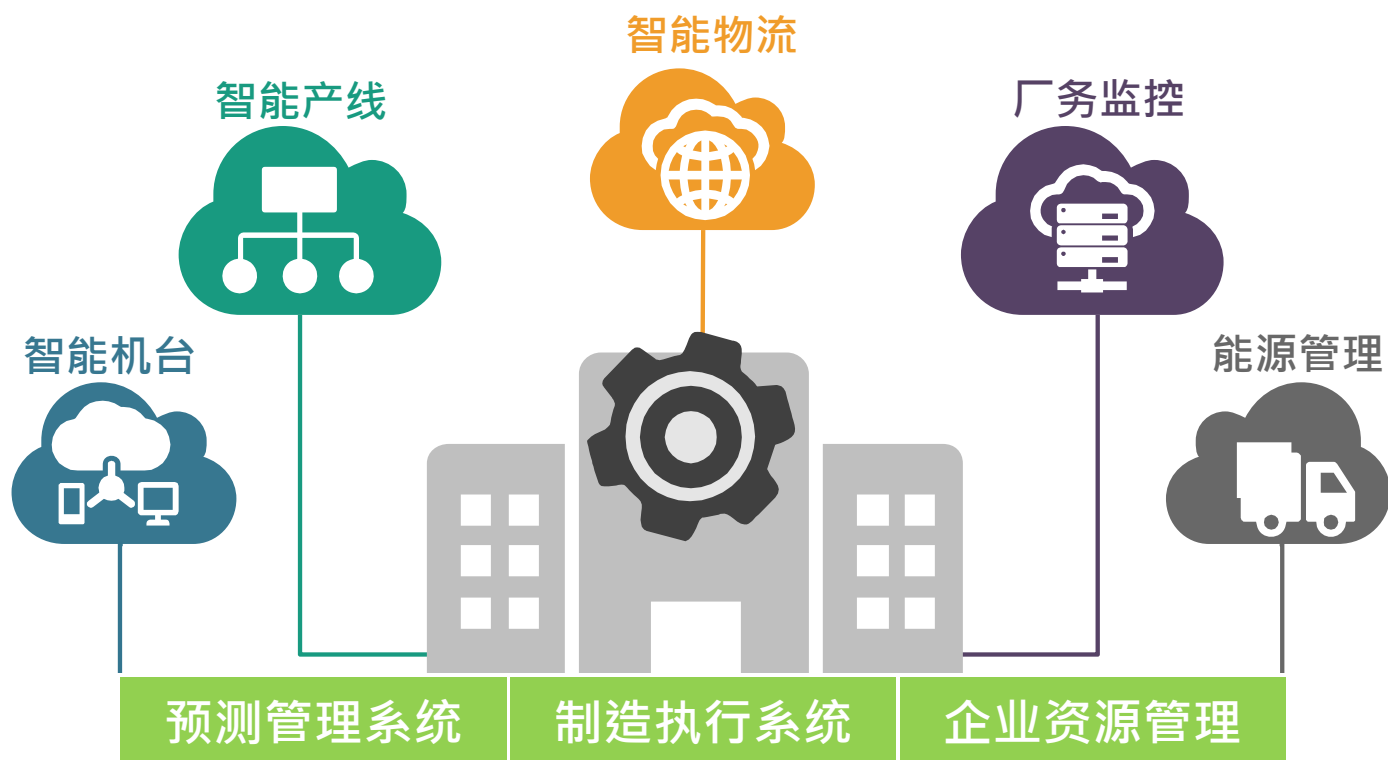 智能物流
智能产线
厂务监控
智能机台
能源管理
预测管理系统
制造执行系统
企业资源管理